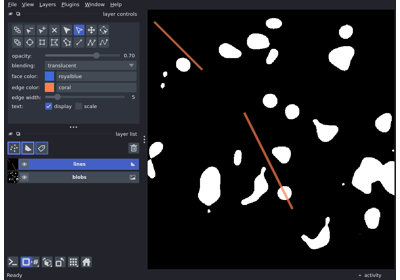 File View Layers Plugins Window Help
layer controls
opacity: 0.70
blending: translucent
face color: royalblue
edge color: coral
edge width: 5
text: display scale
layer list
lines
blobs
Ready
activity